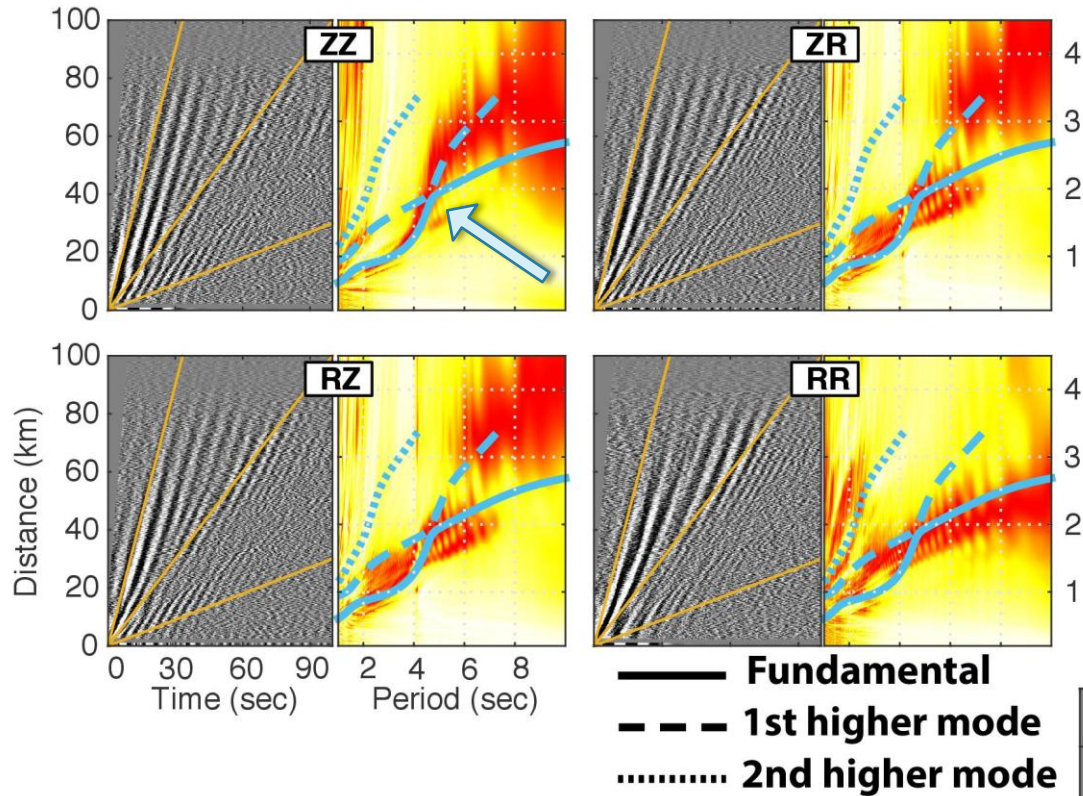 100
80
60
40
20
0
ZZ
ZR
4
3
2
1
100
80
60
40
20
0
RZ
RR
4
3
2
1
0 30 60 90
2 4 6 8
Distance (km)
Time (sec)
Period (sec)
Fundamental
1st higher mode
2nd higher mode